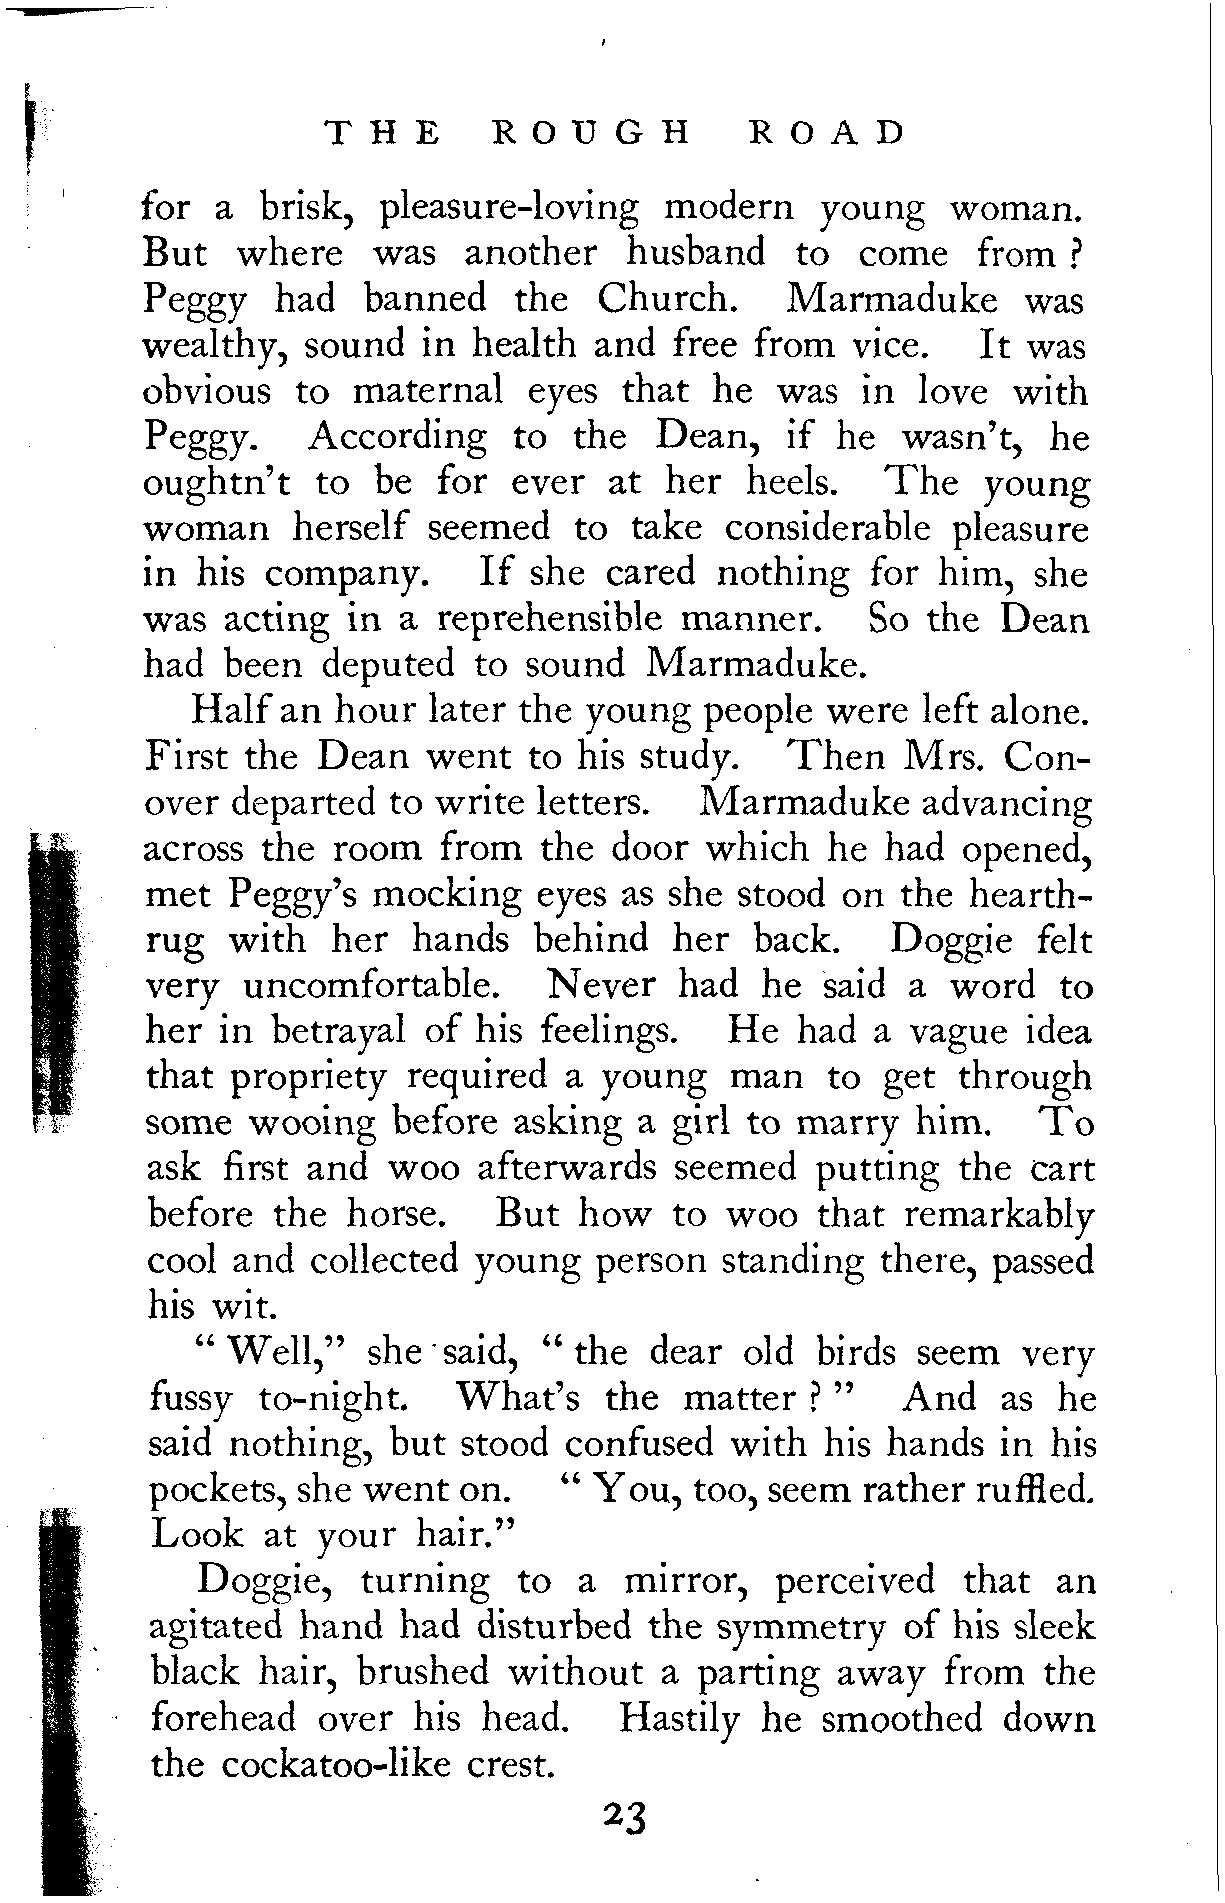 THE ROUGH ROAD
for a brisk, pleasure-loving modern young woman.
But where was another husband to come from ?
Peggy had banned the Church. Marmaduke was
wealthy, sound in health and free from vice. It was
obvious to maternal eyes that he was in love with
Peggy. According to the Dean, if he wasn't, he
oughtn't to be for ever at her heels. The young
woman herself seemed to take considerable pleasure
in his company. If she cared nothing for him, she
was acting in a reprehensible manner. So the Dean
had been deputed to sound Marmaduke.
Half an hour later the young people were left alone.
First the Dean went to his study. Then Mrs. Con-
over departed to write letters. Marmaduke advancing
across the room from the door which he had opened,
met Peggy's mocking eyes as she stood on the hearth-
rug with her hands behind her back. Doggie felt
very uncomfortable. Never had he said a word to
her in betrayal of his feelings. He had a vague idea
that propriety required a young man to get through
some wooing before asking a girl to marry him. To
ask first and woo afterwards seemed putting the cart
before the horse. But how to woo that remarkably
cool and collected young person standing there, passed
his wit.
" Well," she said, " the dear old birds seem very
fussy to-night. What's the matter ? " And as he
said nothing, but stood confused with his hands in his
pockets, she went on. " You, too, seem rather ruffled.
Look at your hair."
Doggie, turning to a mirror, perceived that an
agitated hand had disturbed the symmetry of his sleek
black hair, brushed without a parting away from the
forehead over his head. Hastily he smoothed down
the cockatoo-like crest.
23